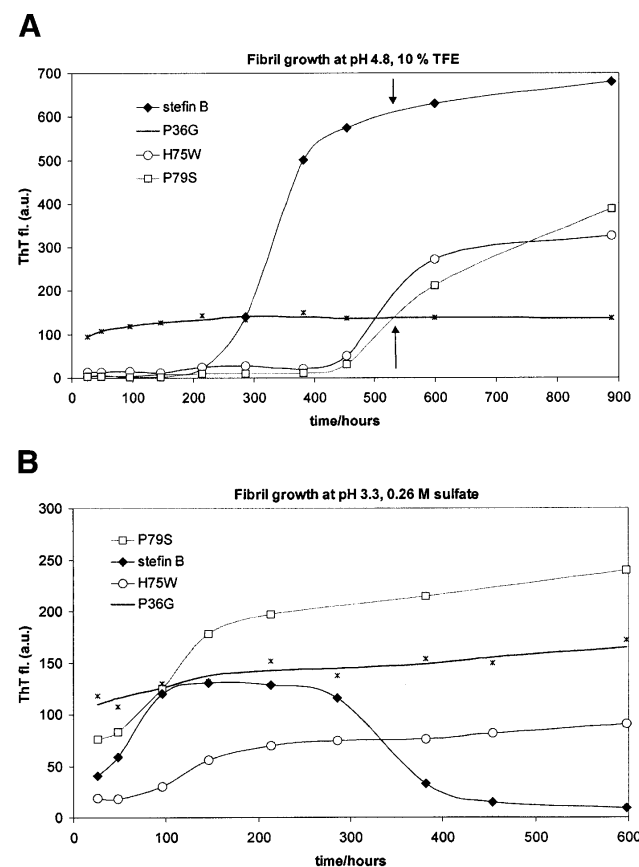 A
Fibril growth at pH 4.8, 10 % TFE
700
600
500
400
300
200
100
0
ThT fl. (a.u.)
stefin B
P36G
H75W
P79S
0 100 200 300 400 500 600 700 800 900
time/hours
B
Fibril growth at pH 3.3, 0.26 M sulfate
300
250
200
150
100
50
0
ThT fl. (a.u.)
P79S
stefin B
H75W
P36G
0 100 200 300 400 500 600
time/hours